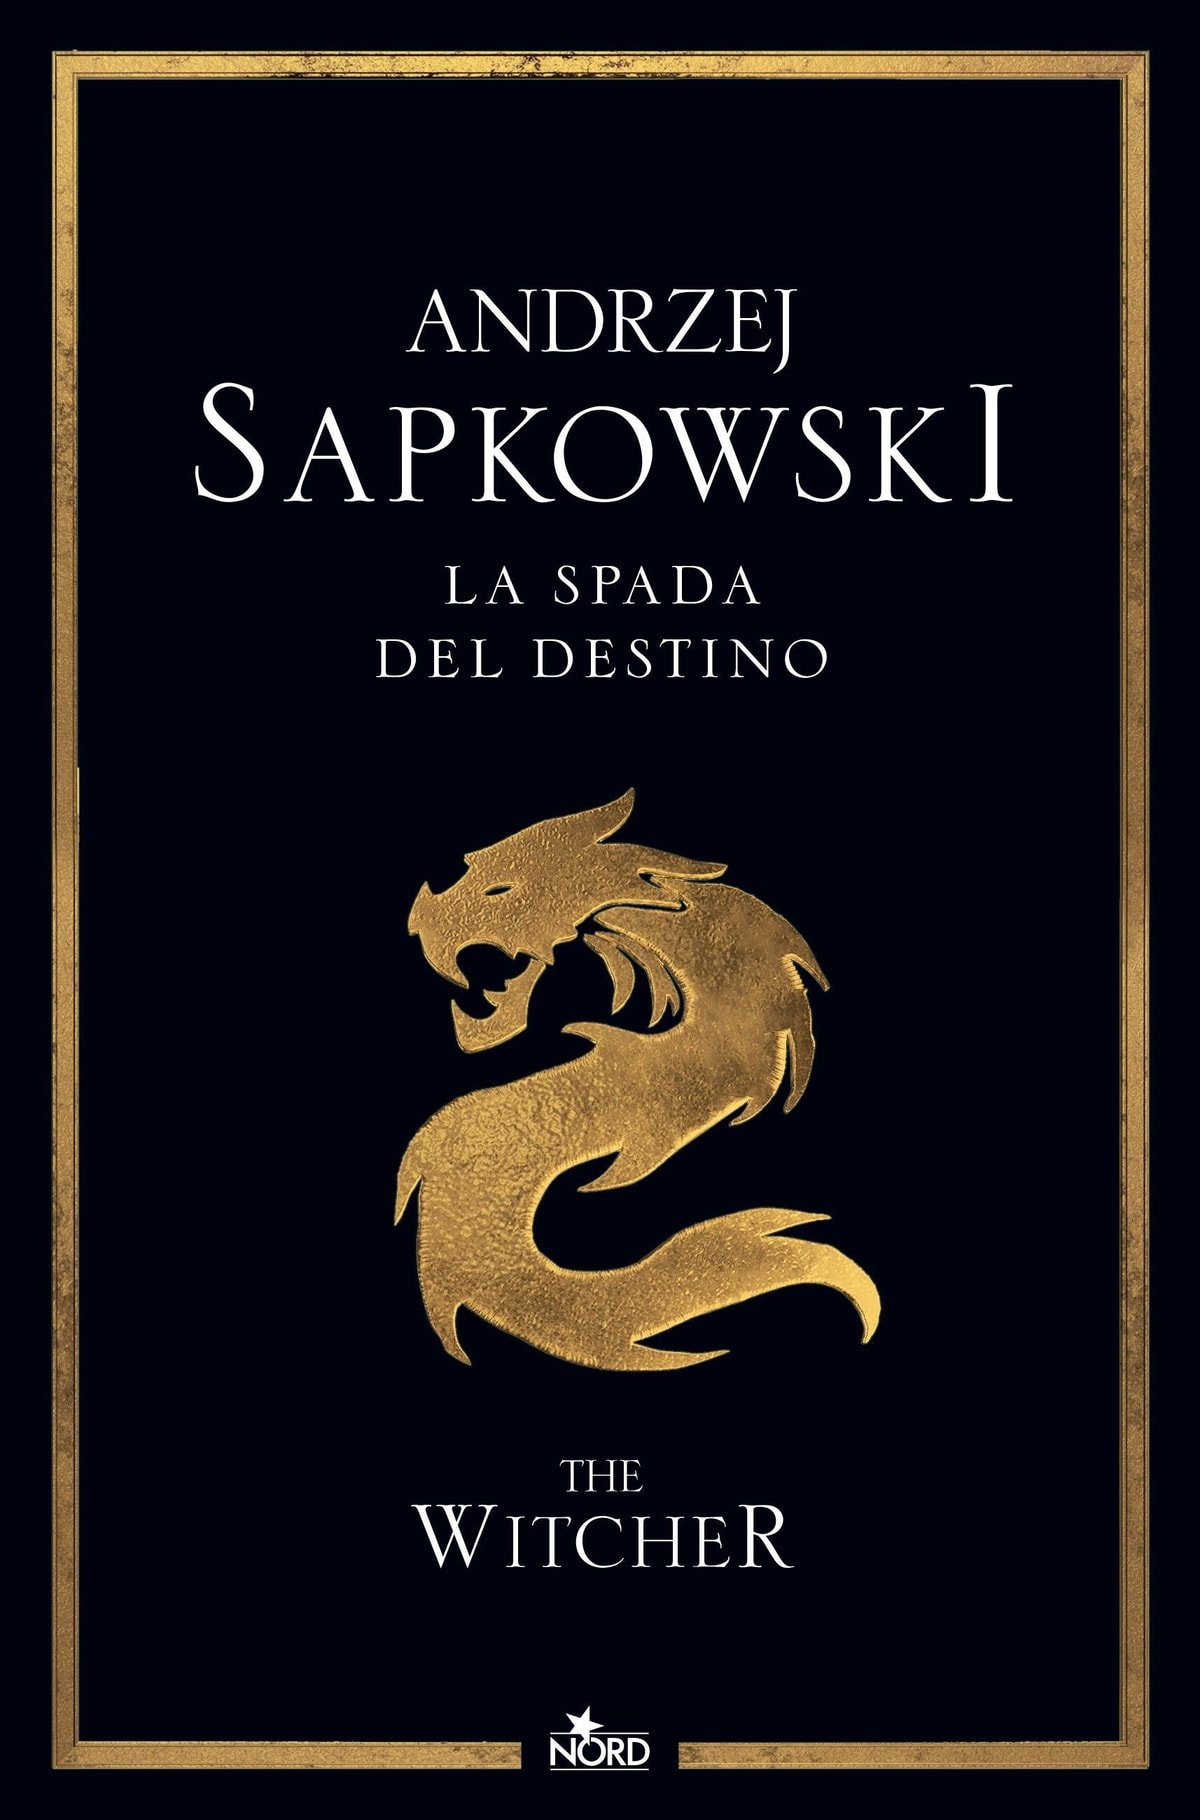 ANDRZEJ
SAPKOWSKI
LA SPADA
DEL DESTINO
THE
WITCHER
NORD